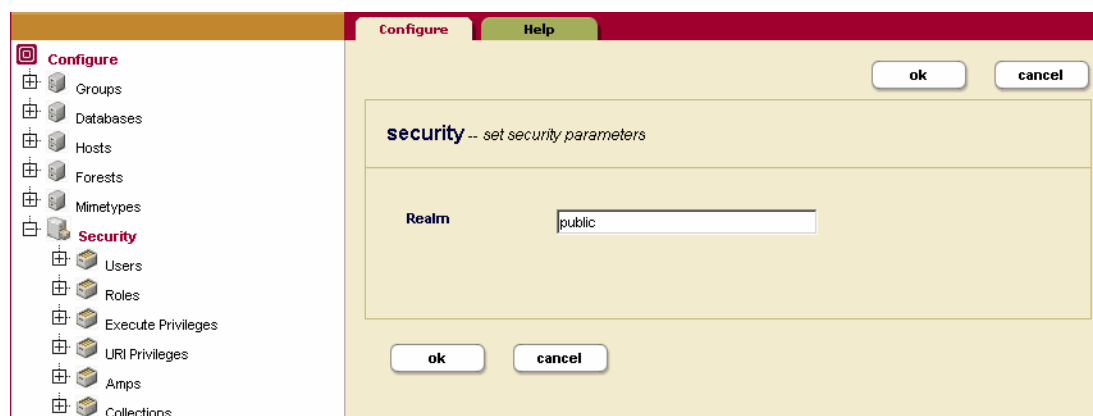 Configure
Help
Configure
Groups
Databases
Hosts
Forests
Mimetypes
Security
Users
Roles
Execute Privileges
URI Privileges
Amps
Collections
ok cancel
security -- set security parameters
Realm public
ok cancel